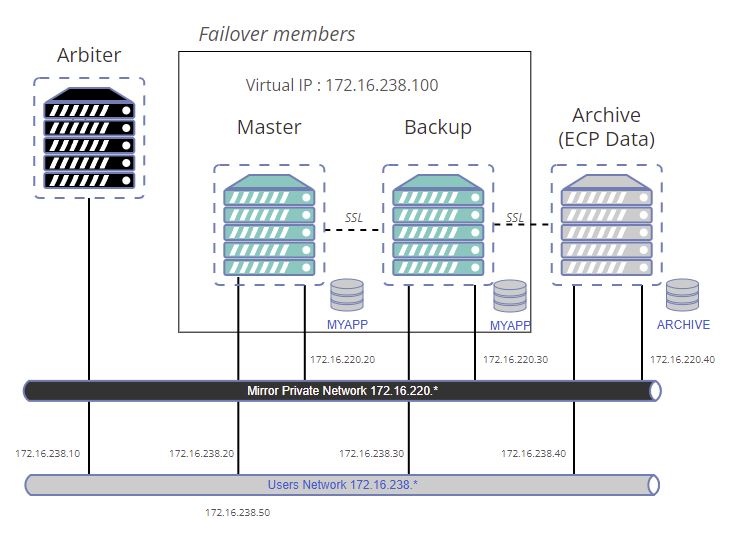 Failover members
Arbiter
Virtual IP : 172.16.238.100
Master
Backup
Archive
(ECP Data)
SSL
SSL
MYAPP
MYAPP
ARCHIVE
172.16.220.20
172.16.220.30
172.16.220.40
Mirror Private Network 172.16.220.*
172.16.238.10
172.16.238.20
172.16.238.30
172.16.238.40
Users Network 172.16.238.*
172.16.238.50